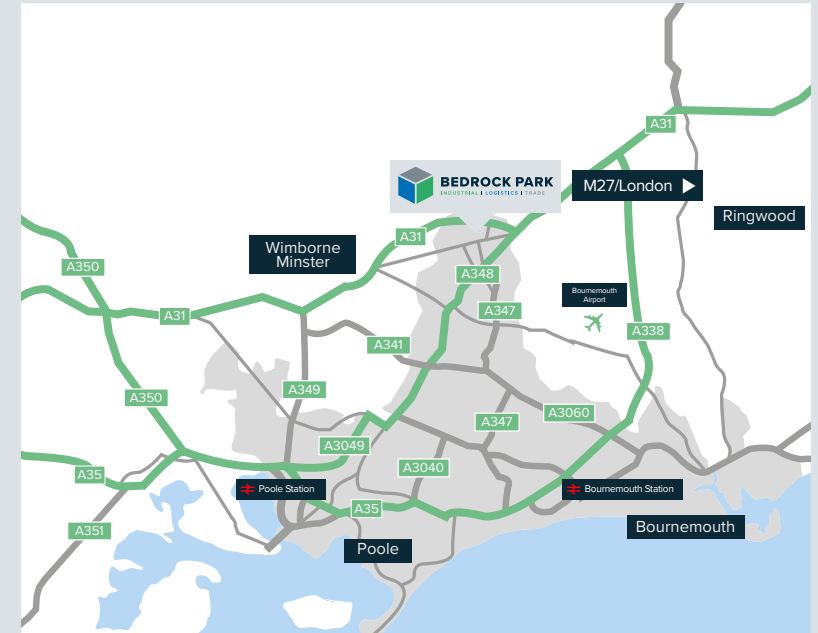 A31
BEDROCK PARK
INDUSTRIAL | LOGISTICS | TRADE
M27/London
Ringwood
A31
Wimborne
Minster
A350
A348
Bournemouth
Airport
A347
A31
A338
A341
A349
A350
A3060
A347
A3049
A3040
A35
Poole Station
Bournemouth Station
A35
A351
Bournemouth
Poole